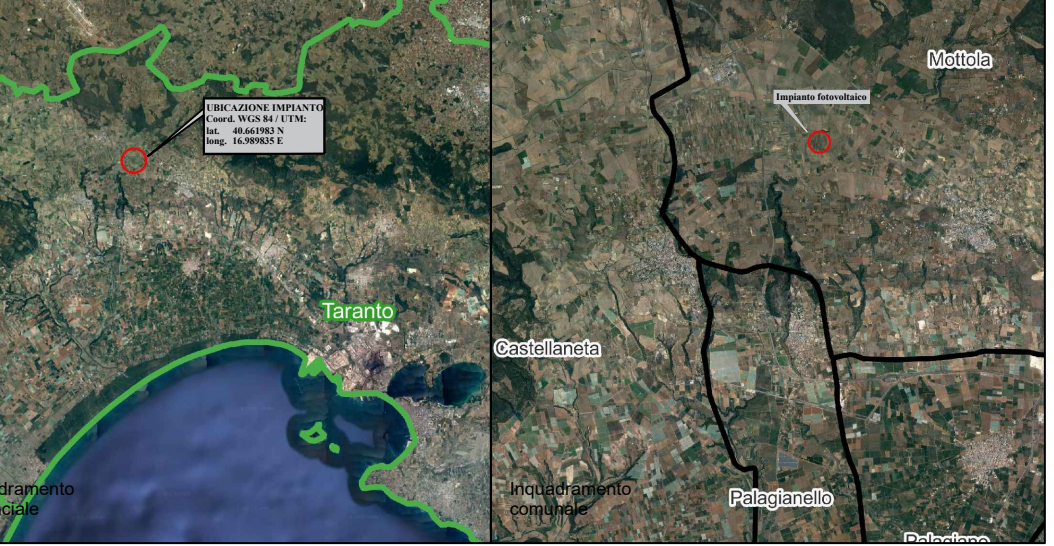 UBICAZIONE IMPIANTO
Coord. WGS 84 / UTM:
lat. 40.661983 N
long. 16.989835 E
Taranto
dramento
ciale
Mottola
Impianto fotovoltaico
Castellaneta
Inquadramento
comunale
Palagianello
Palagiano